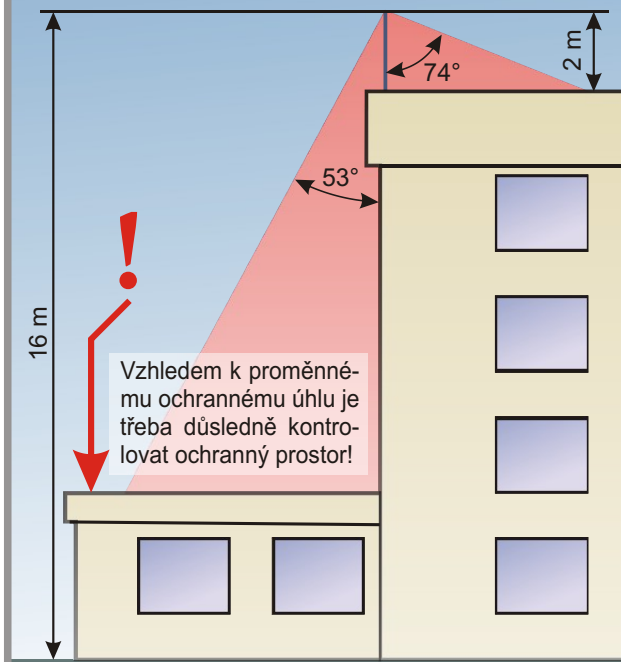 74°
2 m
53°
!
16 m
Vzhledem k proměnné-
mu ochrannému úhlu je
třeba důsledně kontro-
lovat ochranný prostor!